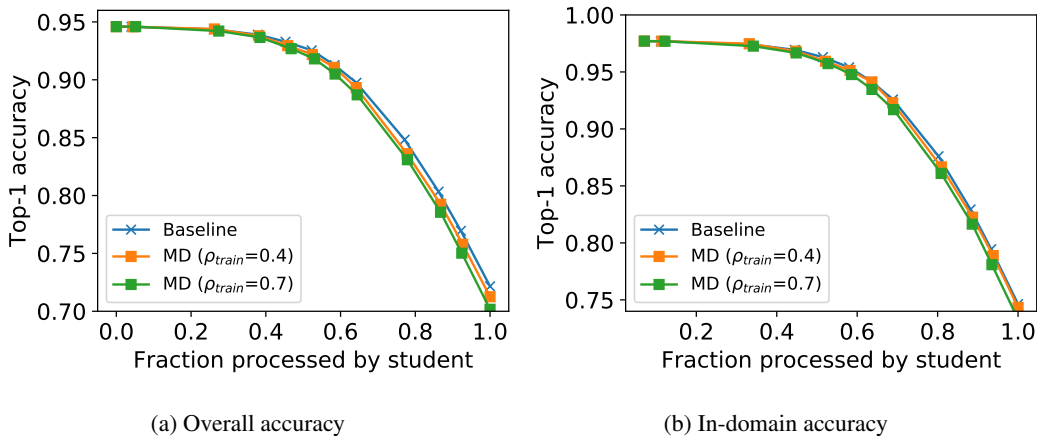 0.95
0.90
0.85
0.80
0.75
0.70
Top-1 accuracy
Baseline
MD (ρtrain=0.4)
MD (ρtrain=0.7)
0.0 0.2 0.4 0.6 0.8 1.0
Fraction processed by student
(a) Overall accuracy
1.00
0.95
0.90
0.85
0.80
0.75
Top-1 accuracy
Baseline
MD (ρtrain=0.4)
MD (ρtrain=0.7)
0.2 0.4 0.6 0.8 1.0
Fraction processed by student
(b) In-domain accuracy